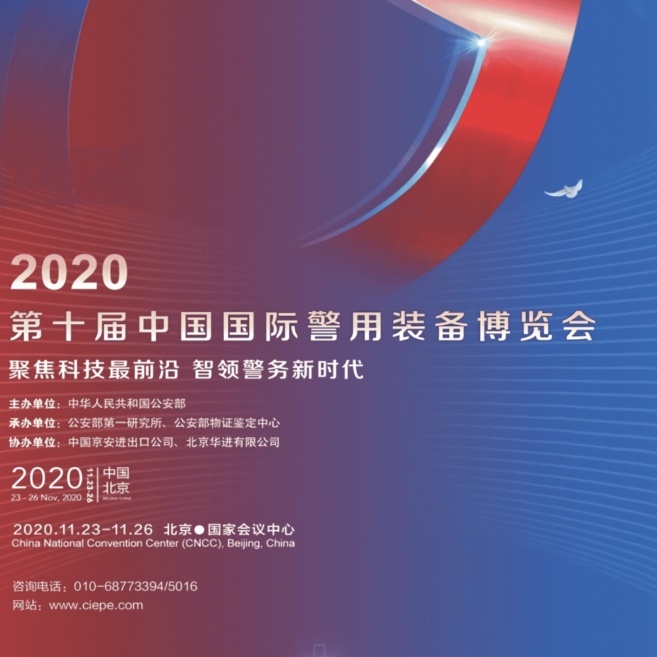 2020
第十届中国国际警用装备博览会
聚焦科技最前沿 智领警务新时代
主办单位：中华人民共和国公安部
承办单位：公安部第一研究所、公安部物证鉴定中心
协办单位：中国京安进出口公司、北京华进有限公司
2020 11.23-26 中国
23-26 Nov, 2020 北京
BEIJING CHINA
2020.11.23-11.26 北京●国家会议中心
China National Convention Center (CNCC), Beijing, China
咨询电话：010-68773394/5016
网站：www.ciepe.com